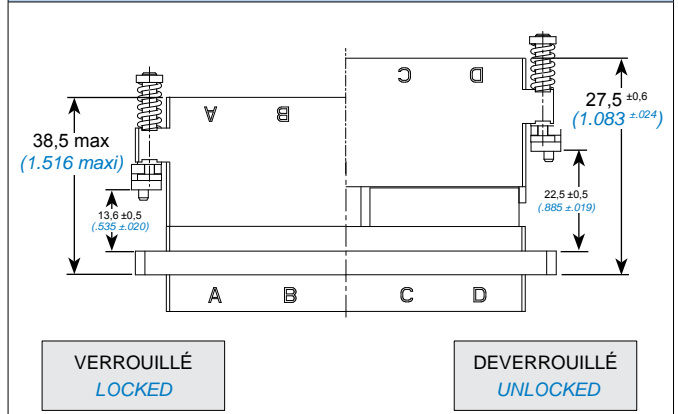 C D
A B
38,5 max
(1.516 maxi)
27,5 ±0,6
(1.083 ±.024)
13,6 ±0,5
(.535 ±.020)
22,5 ±0,5
(.885 ±.019)
A B C D
VERROUILLÉ
LOCKED
DEVERROUILLÉ
UNLOCKED